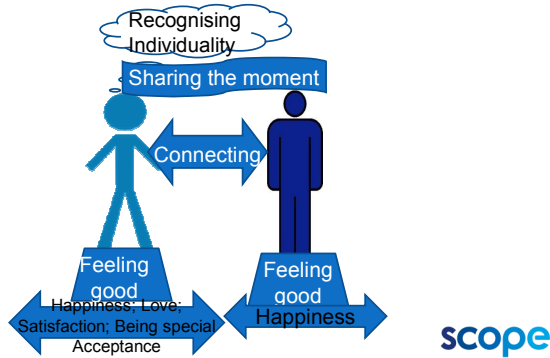 Recognising
Individuality
Sharing the moment
Connecting
Feeling
good
Happiness; Love;
Satisfaction; Being special
Acceptance
Feeling
good
Happiness
scope